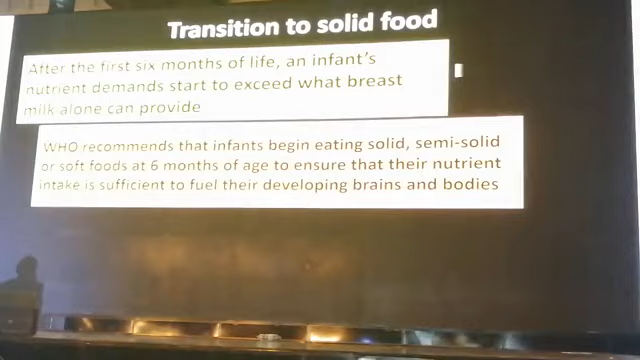 Transition to solid food
After the first six months of life, an infant's
nutrient demands start to exceed what breast
milk alone can provide
WHO recommends that infants begin eating solid, semi-solid
or soft foods at 6 months of age to ensure that their nutrient
intake is sufficient to fuel their developing brains and bodies